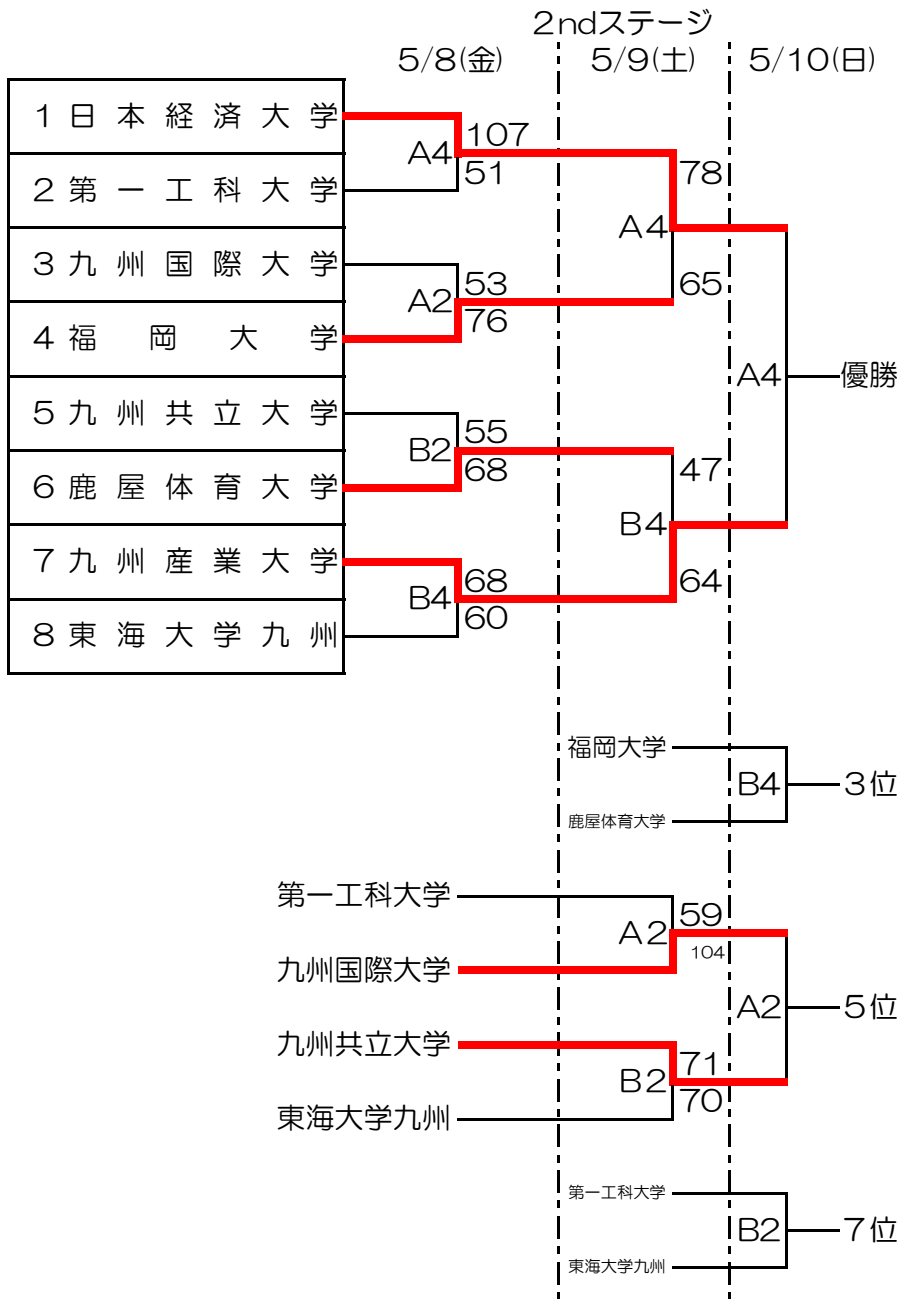 2ndステージ
5/8(金) 5/9(土) 5/10(日)
1 日本経済大学
107
A4
51
78
2 第一工科大学
A4
3 九州国際大学
53
A2
65
76
4 福岡大学
A4 優勝
5 九州共立大学
55
B2
68
47
6 鹿屋体育大学
B4
7 九州産業大学
68
B4
64
60
8 東海大学九州
福岡大学
B4 3位
鹿屋体育大学
第一工科大学
59
A2
104
九州国際大学
A2 5位
九州共立大学
71
B2
70
東海大学九州
第一工科大学
B2 7位
東海大学九州